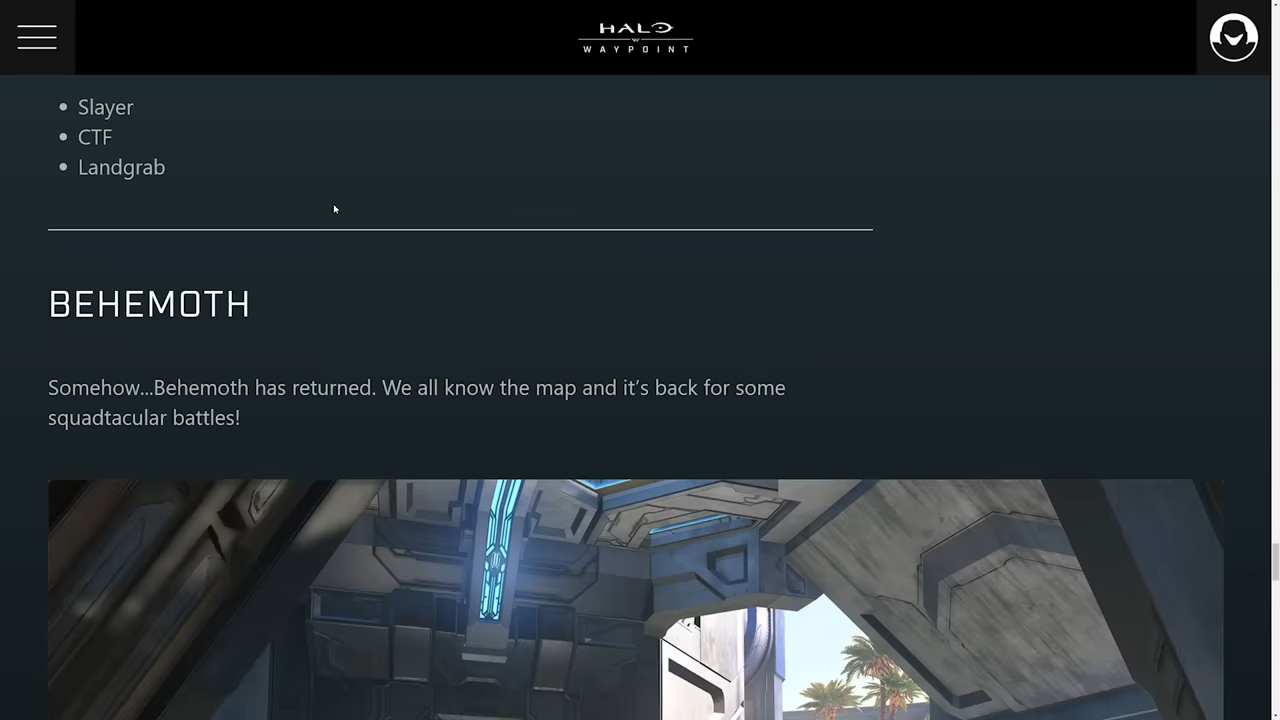 HALO
WAYPOINT
Slayer
CTF
Landgrab
BEHEMOTH
Somehow...Behemoth has returned. We all know the map and it’s back for some
squadtacular battles!